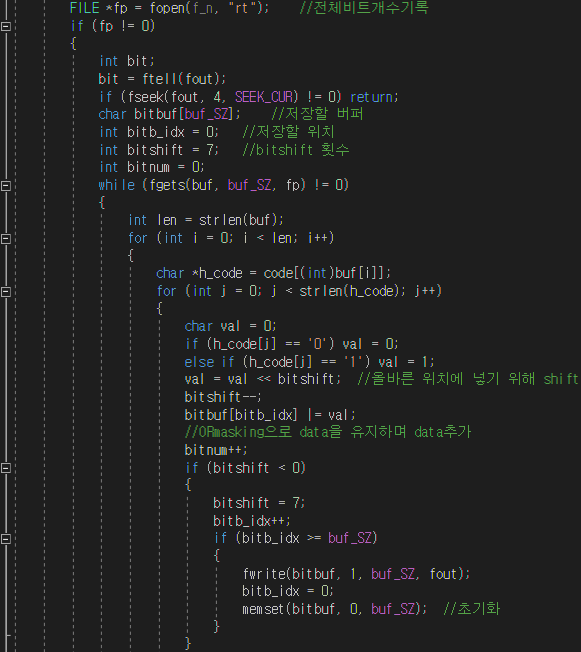 FILE *fp = fopen(f_n, "rt");    //전체비트개수기록
if (fp != 0)
{
    int bit;
    bit = ftell(fout);
    if (fseek(fout, 4, SEEK_CUR) != 0) return;
    char bitbuf[buf_SZ];    //저장할 버퍼
    int bitb_idx = 0;   //저장할 위치
    int bitshift = 7;   //bitshift 횟수
    int bitnum = 0;
    while (fgets(buf, buf_SZ, fp) != 0)
    {
        int len = strlen(buf);
        for (int i = 0; i < len; i++)
        {
            char *h_code = code[(int)buf[i]];
            for (int j = 0; j < strlen(h_code); j++)
            {
                char val = 0;
                if (h_code[j] == '0') val = 0;
                else if (h_code[j] == '1') val = 1;
                val = val << bitshift;  //올바른 위치에 넣기 위해 shift
                bitshift--;
                bitbuf[bitb_idx] |= val;
                //ORmasking으로 data을 유지하며 data추가
                bitnum++;
                if (bitshift < 0)
                {
                    bitshift = 7;
                    bitb_idx++;
                    if (bitb_idx >= buf_SZ)
                    {
                        fwrite(bitbuf, 1, buf_SZ, fout);
                        bitb_idx = 0;
                        memset(bitbuf, 0, buf_SZ);  //초기화
                    }
                }